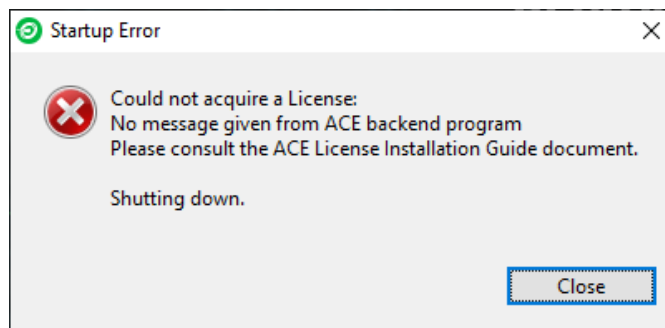 Startup Error
Could not acquire a License:
No message given from ACE backend program
Please consult the ACE License Installation Guide document.
Shutting down.
Close